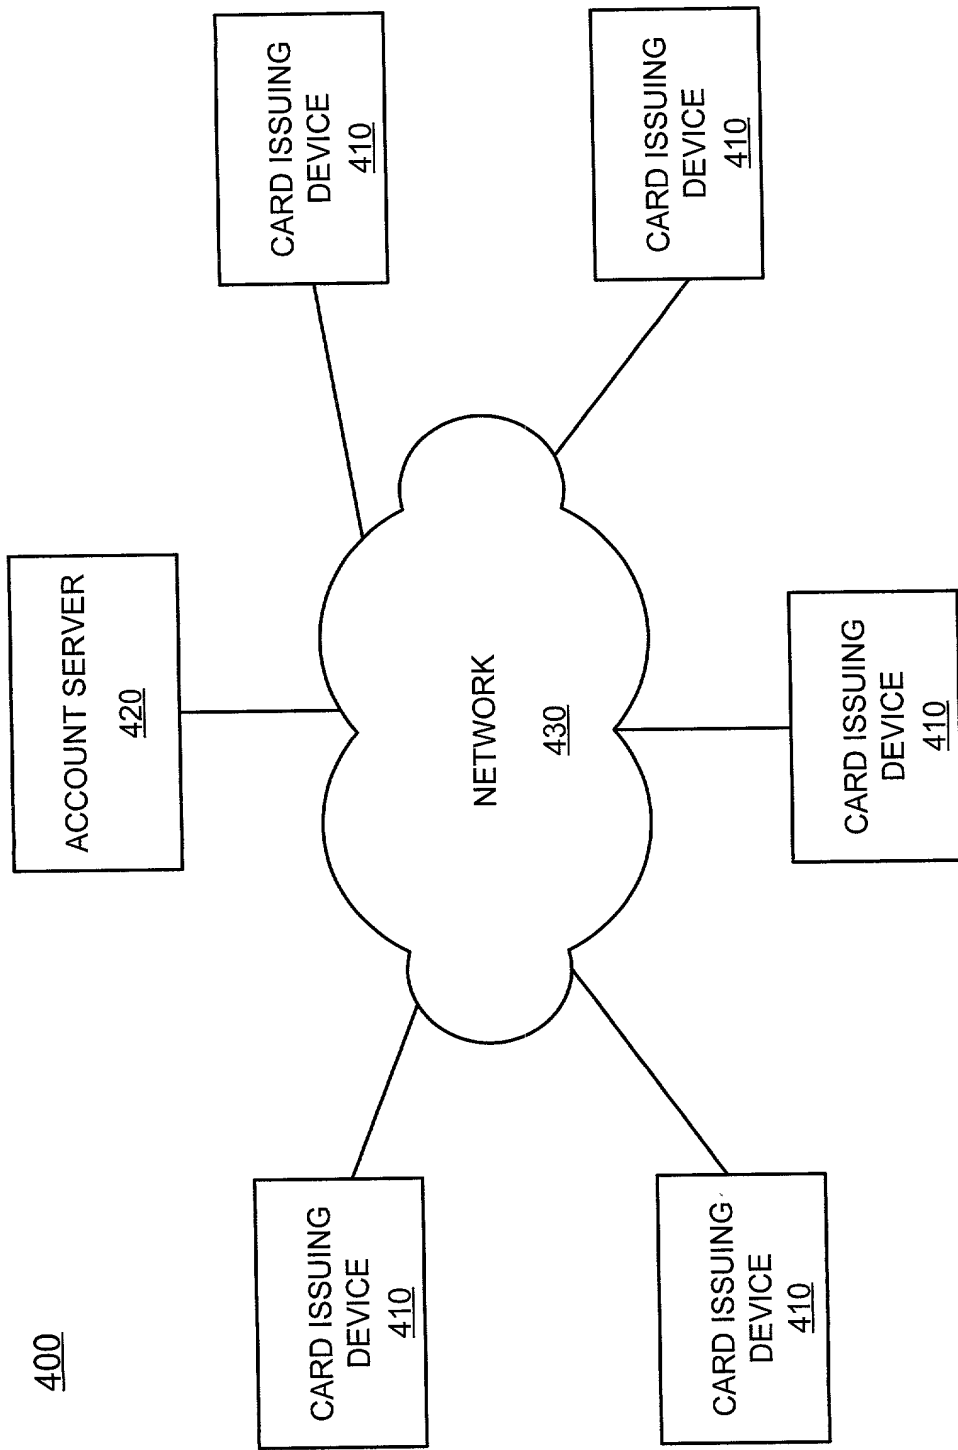 400
ACCOUNT SERVER
420
CARD ISSUING
DEVICE
410
CARD ISSUING
DEVICE
410
NETWORK
430
CARD ISSUING
DEVICE
410
CARD ISSUING
DEVICE
410
CARD ISSUING
DEVICE
410